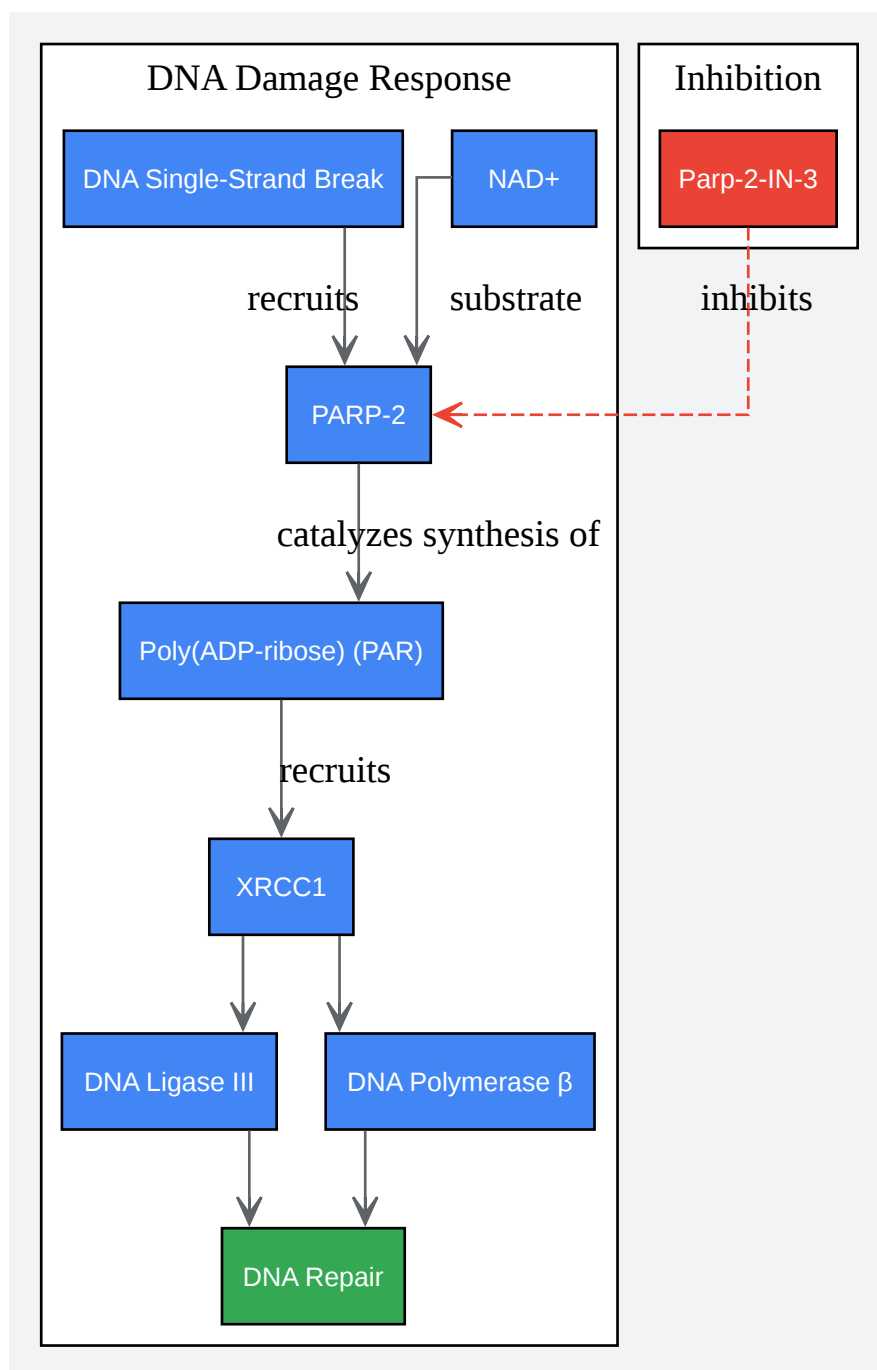 DNA Damage Response
Inhibition
DNA Single-Strand Break
NAD+
Parp-2-IN-3
recruits
substrate
inhibits
PARP-2
catalyzes synthesis of
Poly(ADP-ribose) (PAR)
recruits
XRCC1
DNA Ligase III
DNA Polymerase β
DNA Repair